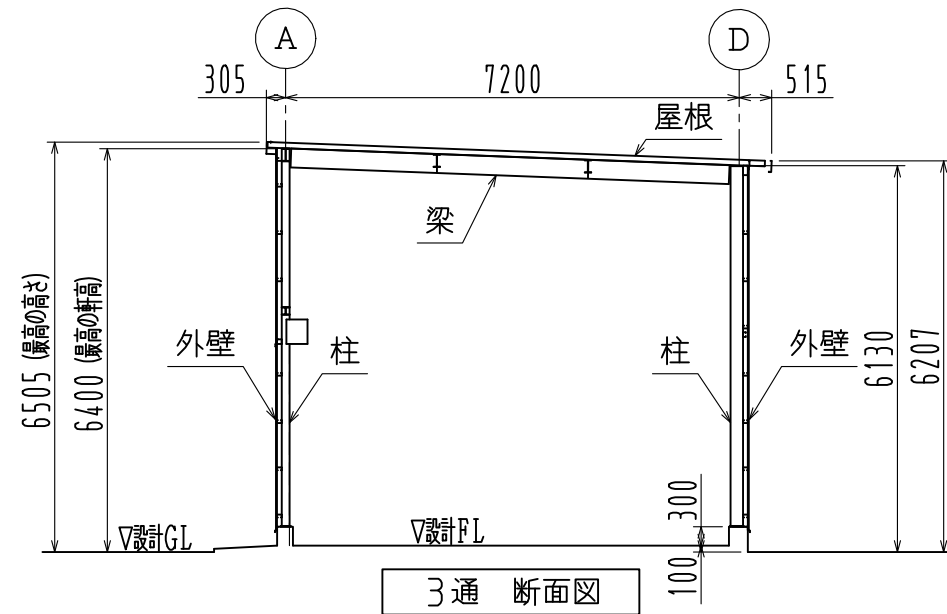 A
D
305
7200
515
屋根
梁
6505 (最高の高さ)
6400 (最高の軒高)
外壁
柱
柱
外壁
6130
6207
▽設計GL
▽設計FL
300
100
3通 断面図